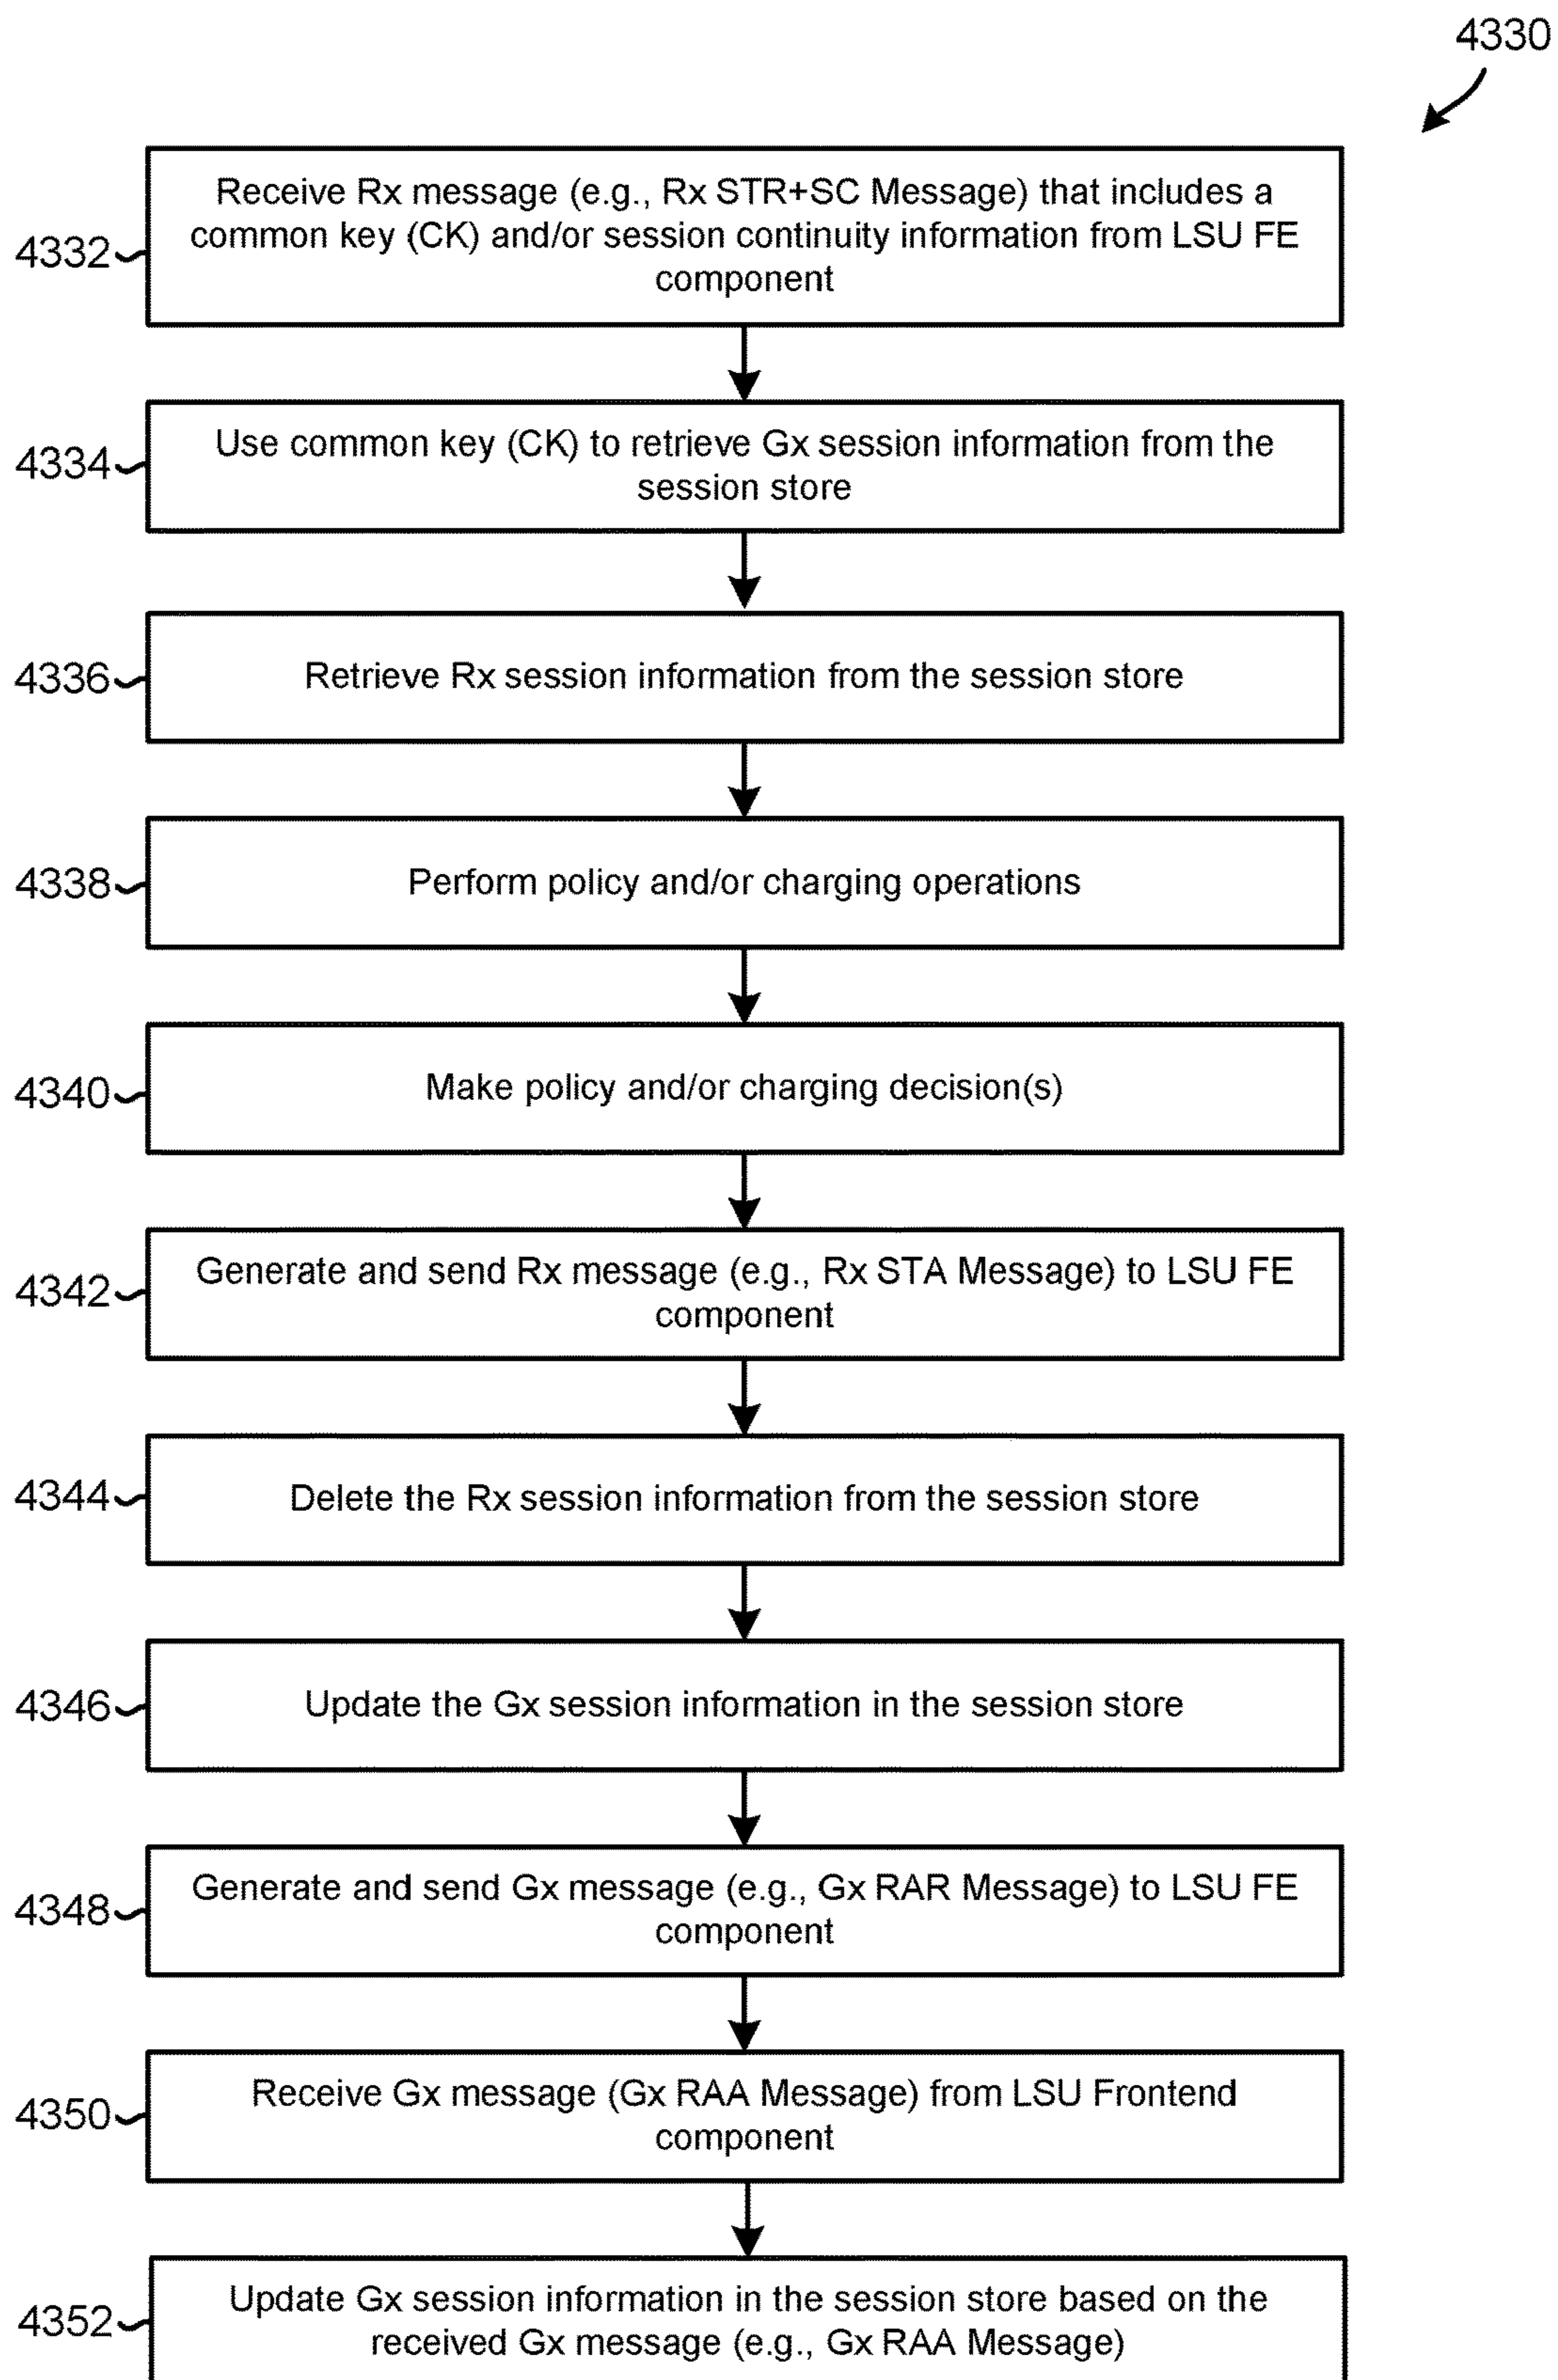 4330
Receive Rx message (e.g., Rx STR+SC Message) that includes a
common key (CK) and/or session continuity information from LSU FE
component
4332
Use common key (CK) to retrieve Gx session information from the
session store
4334
Retrieve Rx session information from the session store
4336
Perform policy and/or charging operations
4338
Make policy and/or charging decision(s)
4340
Generate and send Rx message (e.g., Rx STA Message) to LSU FE
component
4342
Delete the Rx session information from the session store
4344
Update the Gx session information in the session store
4346
Generate and send Gx message (e.g., Gx RAR Message) to LSU FE
component
4348
Receive Gx message (Gx RAA Message) from LSU Frontend
component
4350
Update Gx session information in the session store based on the
received Gx message (e.g., Gx RAA Message)
4352